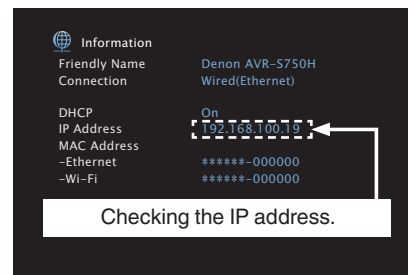 Information
Friendly Name Denon AVR-S750H
Connection Wired(Ethernet)
DHCP On
IP Address 192.168.100.19
MAC Address
-Ethernet ******-000000
-Wi-Fi ******-000000
Checking the IP address.